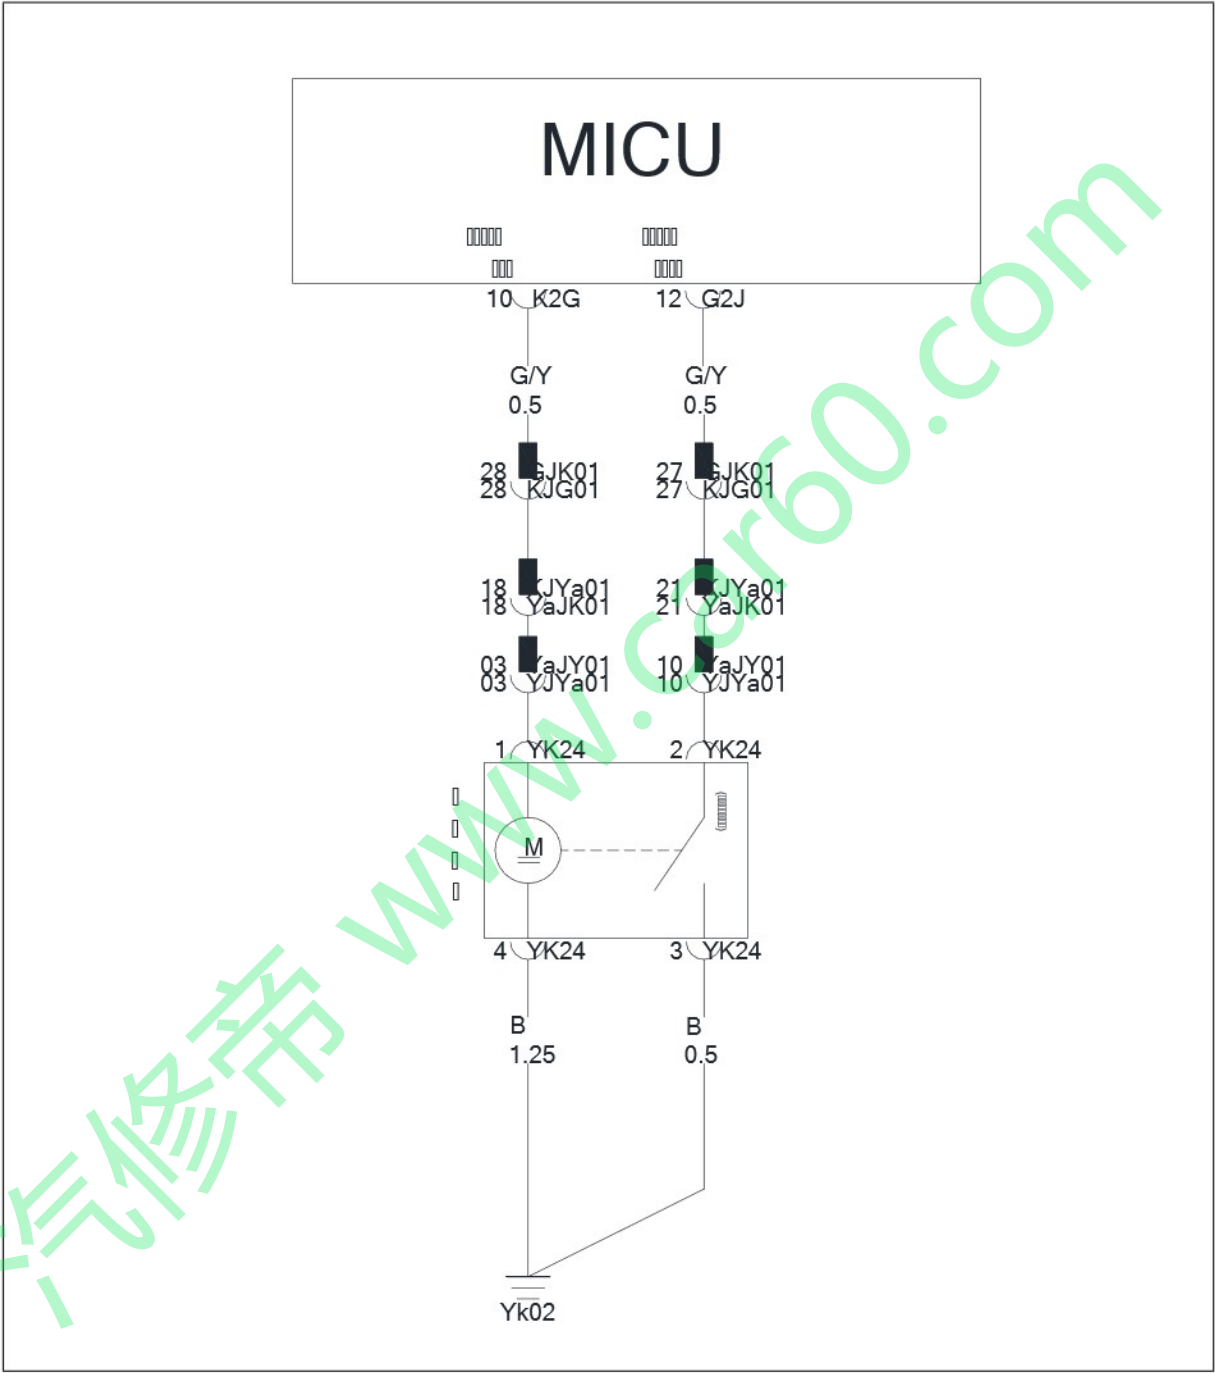 MICU
10 K2G 12 G2J
G/Y G/Y
0.5 0.5
28 GJK01 27 GJK01
28 KJG01 27 KJG01
18 KJYa01 21 KJYa01
18 YaJK01 21 YaJK01
03 YaJY01 10 YaJY01
03 YJYa01 10 YJYa01
1 YK24 2 YK24
M
4 YK24 3 YK24
B B
1.25 0.5
Yk02
汽修帝 www.car60.com